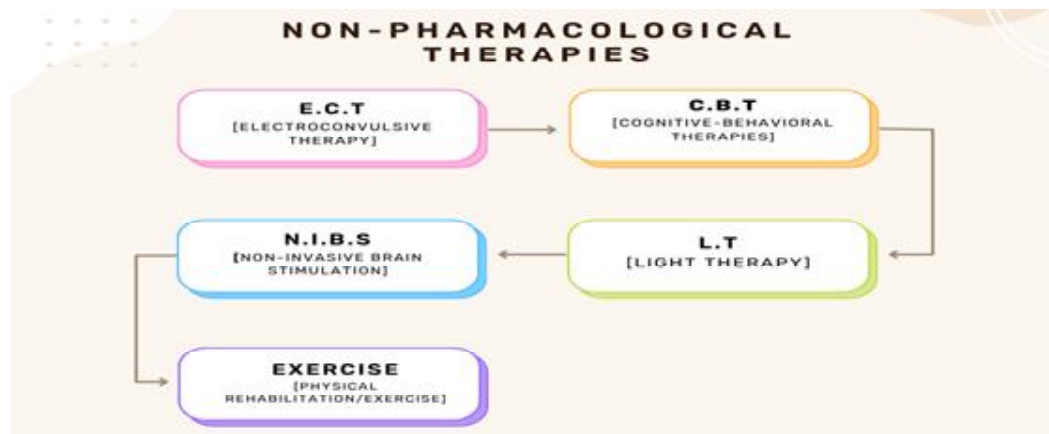 NON-PHARMACOLOGICAL
THERAPIES
E.C.T
[ELECTROCONVULSIVE
THERAPY]
C.B.T
[COGNITIVE-BEHAVIORAL
THERAPIES]
L.T
[LIGHT THERAPY]
N.I.B.S
[NON-INVASIVE BRAIN
STIMULATION]
EXERCISE
[PHYSICAL
REHABILITATION/EXERCISE]